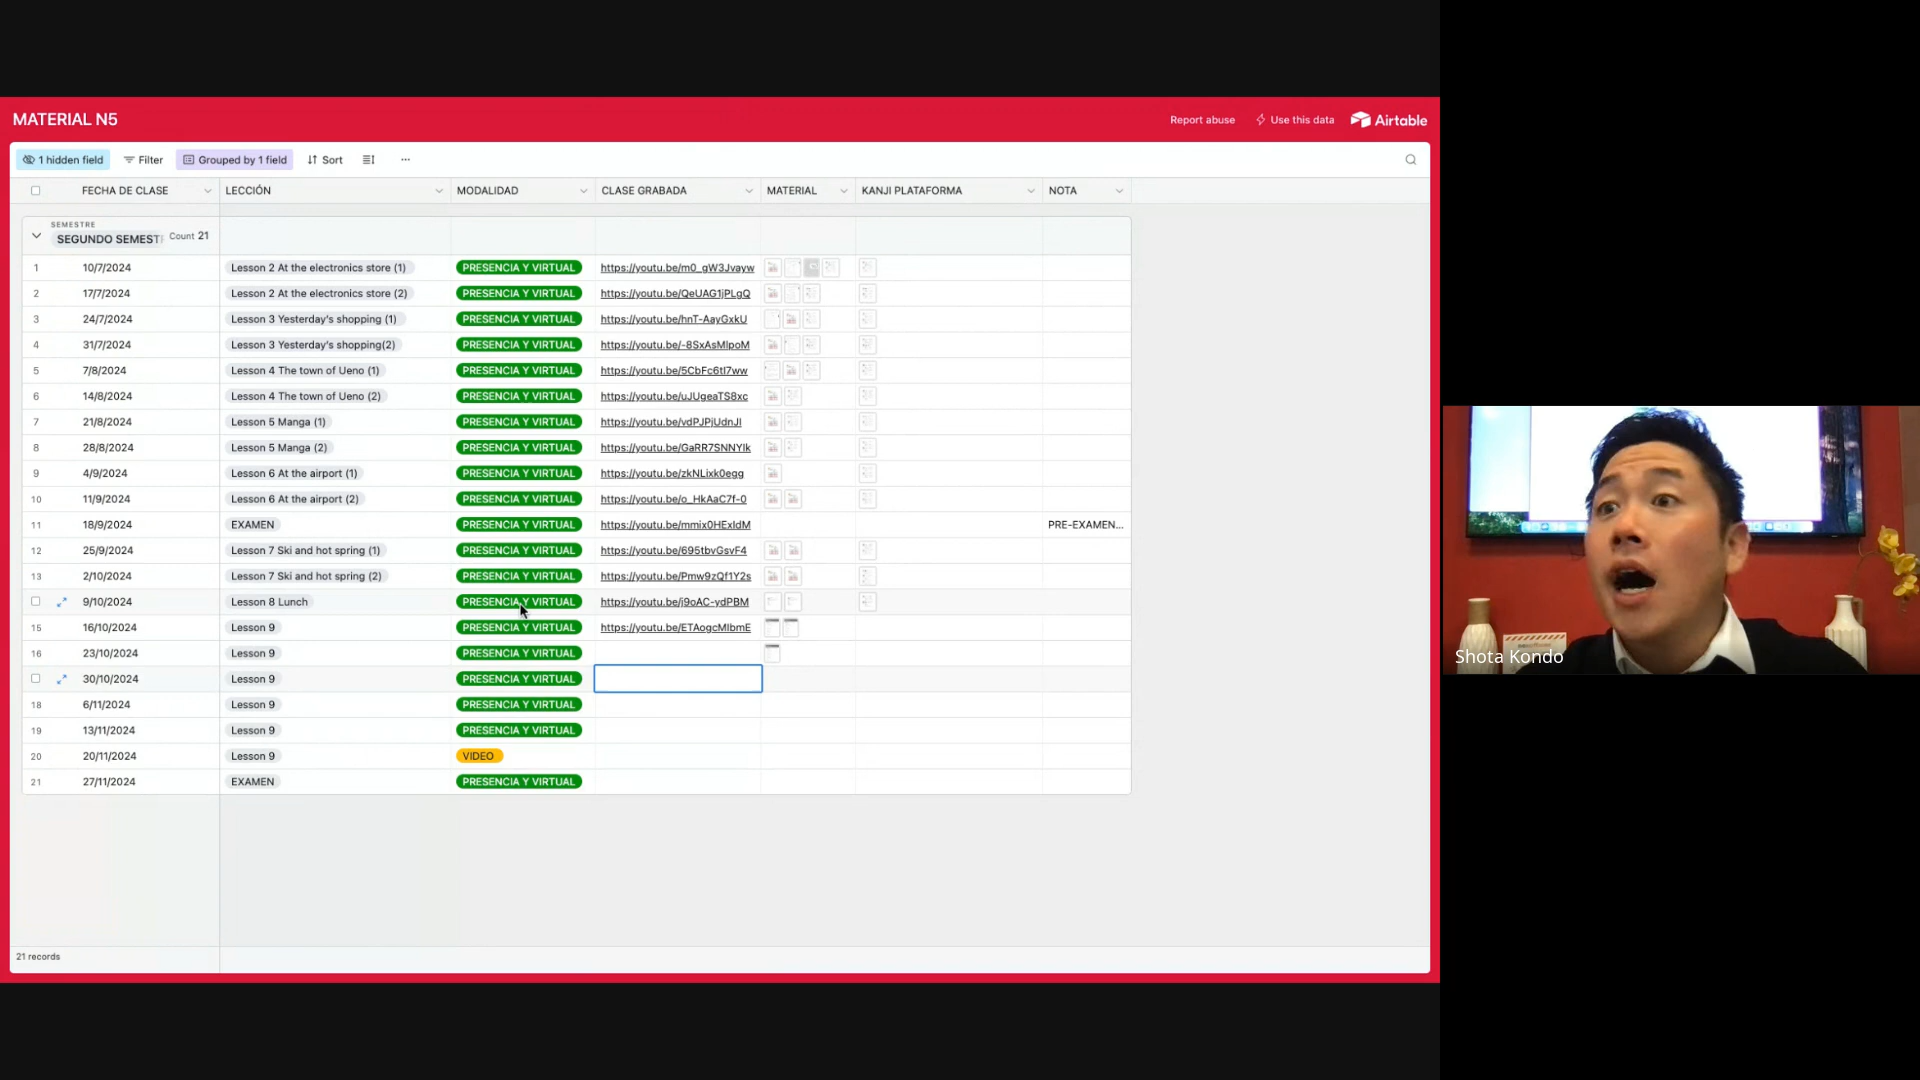 MATERIAL N5
Report abuse
Use this data
Airtable
1 hidden field
Filter
Grouped by 1 field
Sort
FECHA DE CLASE LECCIÓN MODALIDAD CLASE GRABADA MATERIAL KANJI PLATAFORMA NOTA
SEMESTRE
SEGUNDO SEMEST Count 21
1 10/7/2024 Lesson 2 At the electronics store (1) PRESENCIA Y VIRTUAL https://youtu.be/m0_gW3Jvayw
2 17/7/2024 Lesson 2 At the electronics store (2) PRESENCIA Y VIRTUAL https://youtu.be/QeUAG1jPLgQ
3 24/7/2024 Lesson 3 Yesterday's shopping (1) PRESENCIA Y VIRTUAL https://youtu.be/hnT-AayGxkU
4 31/7/2024 Lesson 3 Yesterday's shopping(2) PRESENCIA Y VIRTUAL https://youtu.be/-8SxAsMlpoM
5 7/8/2024 Lesson 4 The town of Ueno (1) PRESENCIA Y VIRTUAL https://youtu.be/5CbFc6tI7ww
6 14/8/2024 Lesson 4 The town of Ueno (2) PRESENCIA Y VIRTUAL https://youtu.be/uJUgeaTS8xc
7 21/8/2024 Lesson 5 Manga (1) PRESENCIA Y VIRTUAL https://youtu.be/vdPJPjUdnJI
8 28/8/2024 Lesson 5 Manga (2) PRESENCIA Y VIRTUAL https://youtu.be/GaRR7SNNYlk
9 4/9/2024 Lesson 6 At the airport (1) PRESENCIA Y VIRTUAL https://youtu.be/zkNLixk0egg
10 11/9/2024 Lesson 6 At the airport (2) PRESENCIA Y VIRTUAL https://youtu.be/o_HkAaC7f-0
11 18/9/2024 EXAMEN PRESENCIA Y VIRTUAL https://youtu.be/mmix0HExIdM PRE-EXAMEN...
12 25/9/2024 Lesson 7 Ski and hot spring (1) PRESENCIA Y VIRTUAL https://youtu.be/695tbvGsvF4
13 2/10/2024 Lesson 7 Ski and hot spring (2) PRESENCIA Y VIRTUAL https://youtu.be/Pmw9zQf1Y2s
9/10/2024 Lesson 8 Lunch PRESENCIA Y VIRTUAL https://youtu.be/j9oAC-ydPBM
15 16/10/2024 Lesson 9 PRESENCIA Y VIRTUAL https://youtu.be/ETAogcMlbmE
16 23/10/2024 Lesson 9 PRESENCIA Y VIRTUAL
30/10/2024 Lesson 9 PRESENCIA Y VIRTUAL
18 6/11/2024 Lesson 9 PRESENCIA Y VIRTUAL
19 13/11/2024 Lesson 9 PRESENCIA Y VIRTUAL
20 20/11/2024 Lesson 9 VIDEO
21 27/11/2024 EXAMEN PRESENCIA Y VIRTUAL
21 records
Shota Kondo